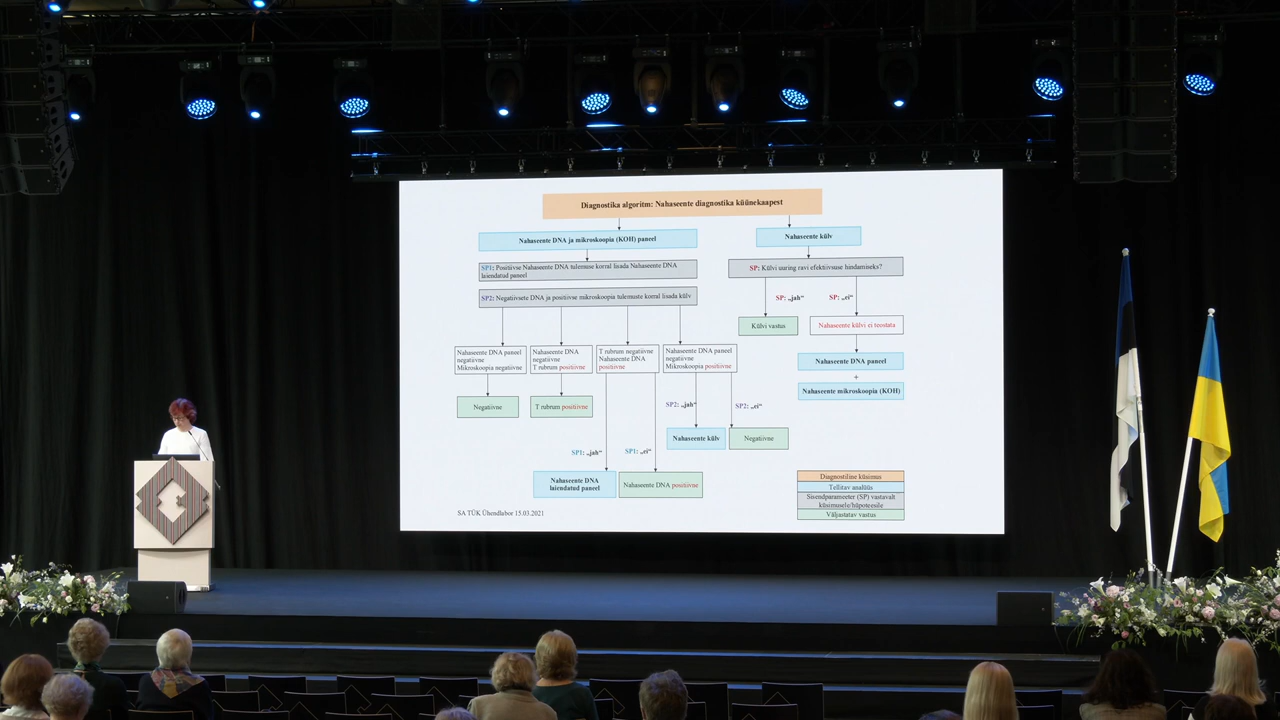 Diagnostika algoritm: Nahaseente diagnostika küünekaapest
Nahaseente DNA ja mikroskoopia (KOH) paneel
Nahaseente külv
SP1: Positiivse Nahaseente DNA tulemuse korral lisada Nahaseente DNA
laiendatud paneel
SP: Külvi uuring ravi efektiivsuse hindamiseks?
SP2: Negatiivsete DNA ja positiivse mikroskoopia tulemuste korral lisada külv
SP: „jah“
SP: „ei“
Külvi vastus
Nahaseente külvi ei teostata
Nahaseente DNA paneel
negatiivne
Mikroskoopia negatiivne
Nahaseente DNA
negatiivne
T rubrum positiivne
T rubrum negatiivne
Nahaseente DNA
positiivne
Nahaseente DNA paneel
negatiivne
Mikroskoopia positiivne
Nahaseente DNA paneel
+
Nahaseente mikroskoopia (KOH)
Negatiivne
T rubrum positiivne
SP2: „jah“
SP2: „ei“
Nahaseente külv
Negatiivne
SP1: „jah“
SP1: „ei“
Nahaseente DNA
laiendatud paneel
Nahaseente DNA positiivne
Diagnostiline küsimus
Tellitav analüüs
Sisendparameeter (SP) vastavalt
küsimusele/hüpoteesile
Väljastatav vastus
SA TÜK Ühendlabor 15.03.2021